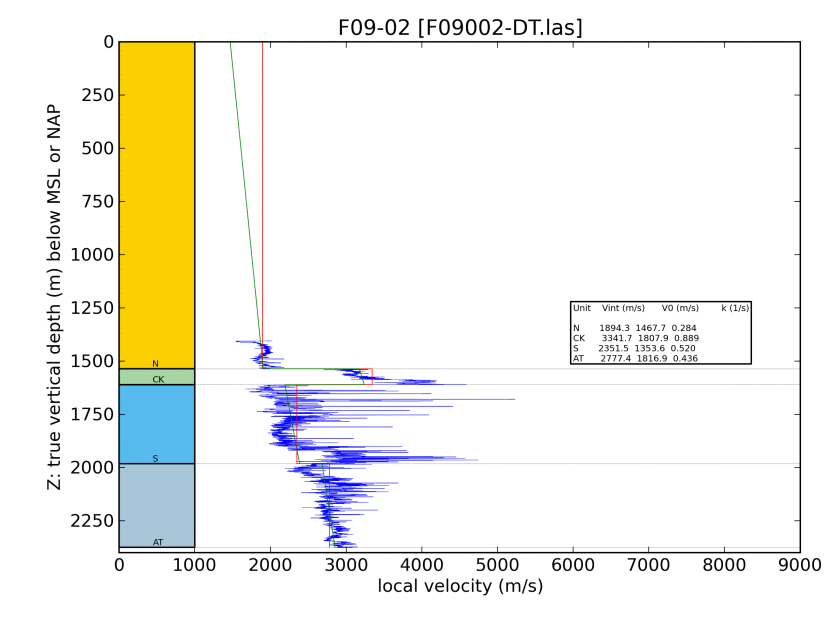 F09-02 [F09002-DT.las]
0
250
500
750
1000
1250
1500
1750
2000
2250
Z: true vertical depth (m) below MSL or NAP
N
CK
S
AT
Unit Vint (m/s) V0 (m/s) k (1/s)
N 1894.3 1467.7 0.284
CK 3341.7 1807.9 0.889
S 2351.5 1353.6 0.520
AT 2777.4 1816.9 0.436
0 1000 2000 3000 4000 5000 6000 7000 8000 9000
local velocity (m/s)